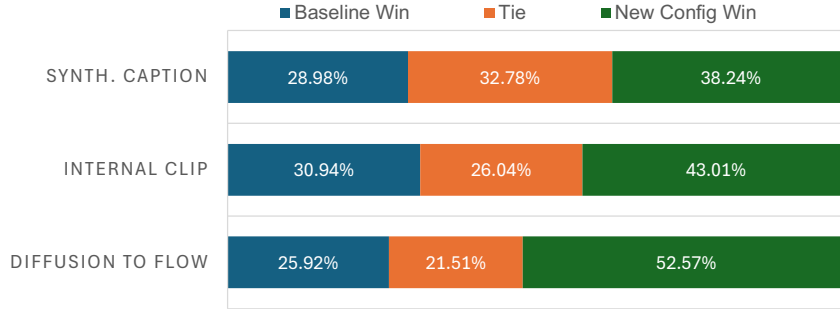 Baseline Win Tie New Config Win
SYNTH. CAPTION 28.98% 32.78% 38.24%
INTERNAL CLIP 30.94% 26.04% 43.01%
DIFFUSION TO FLOW 25.92% 21.51% 52.57%